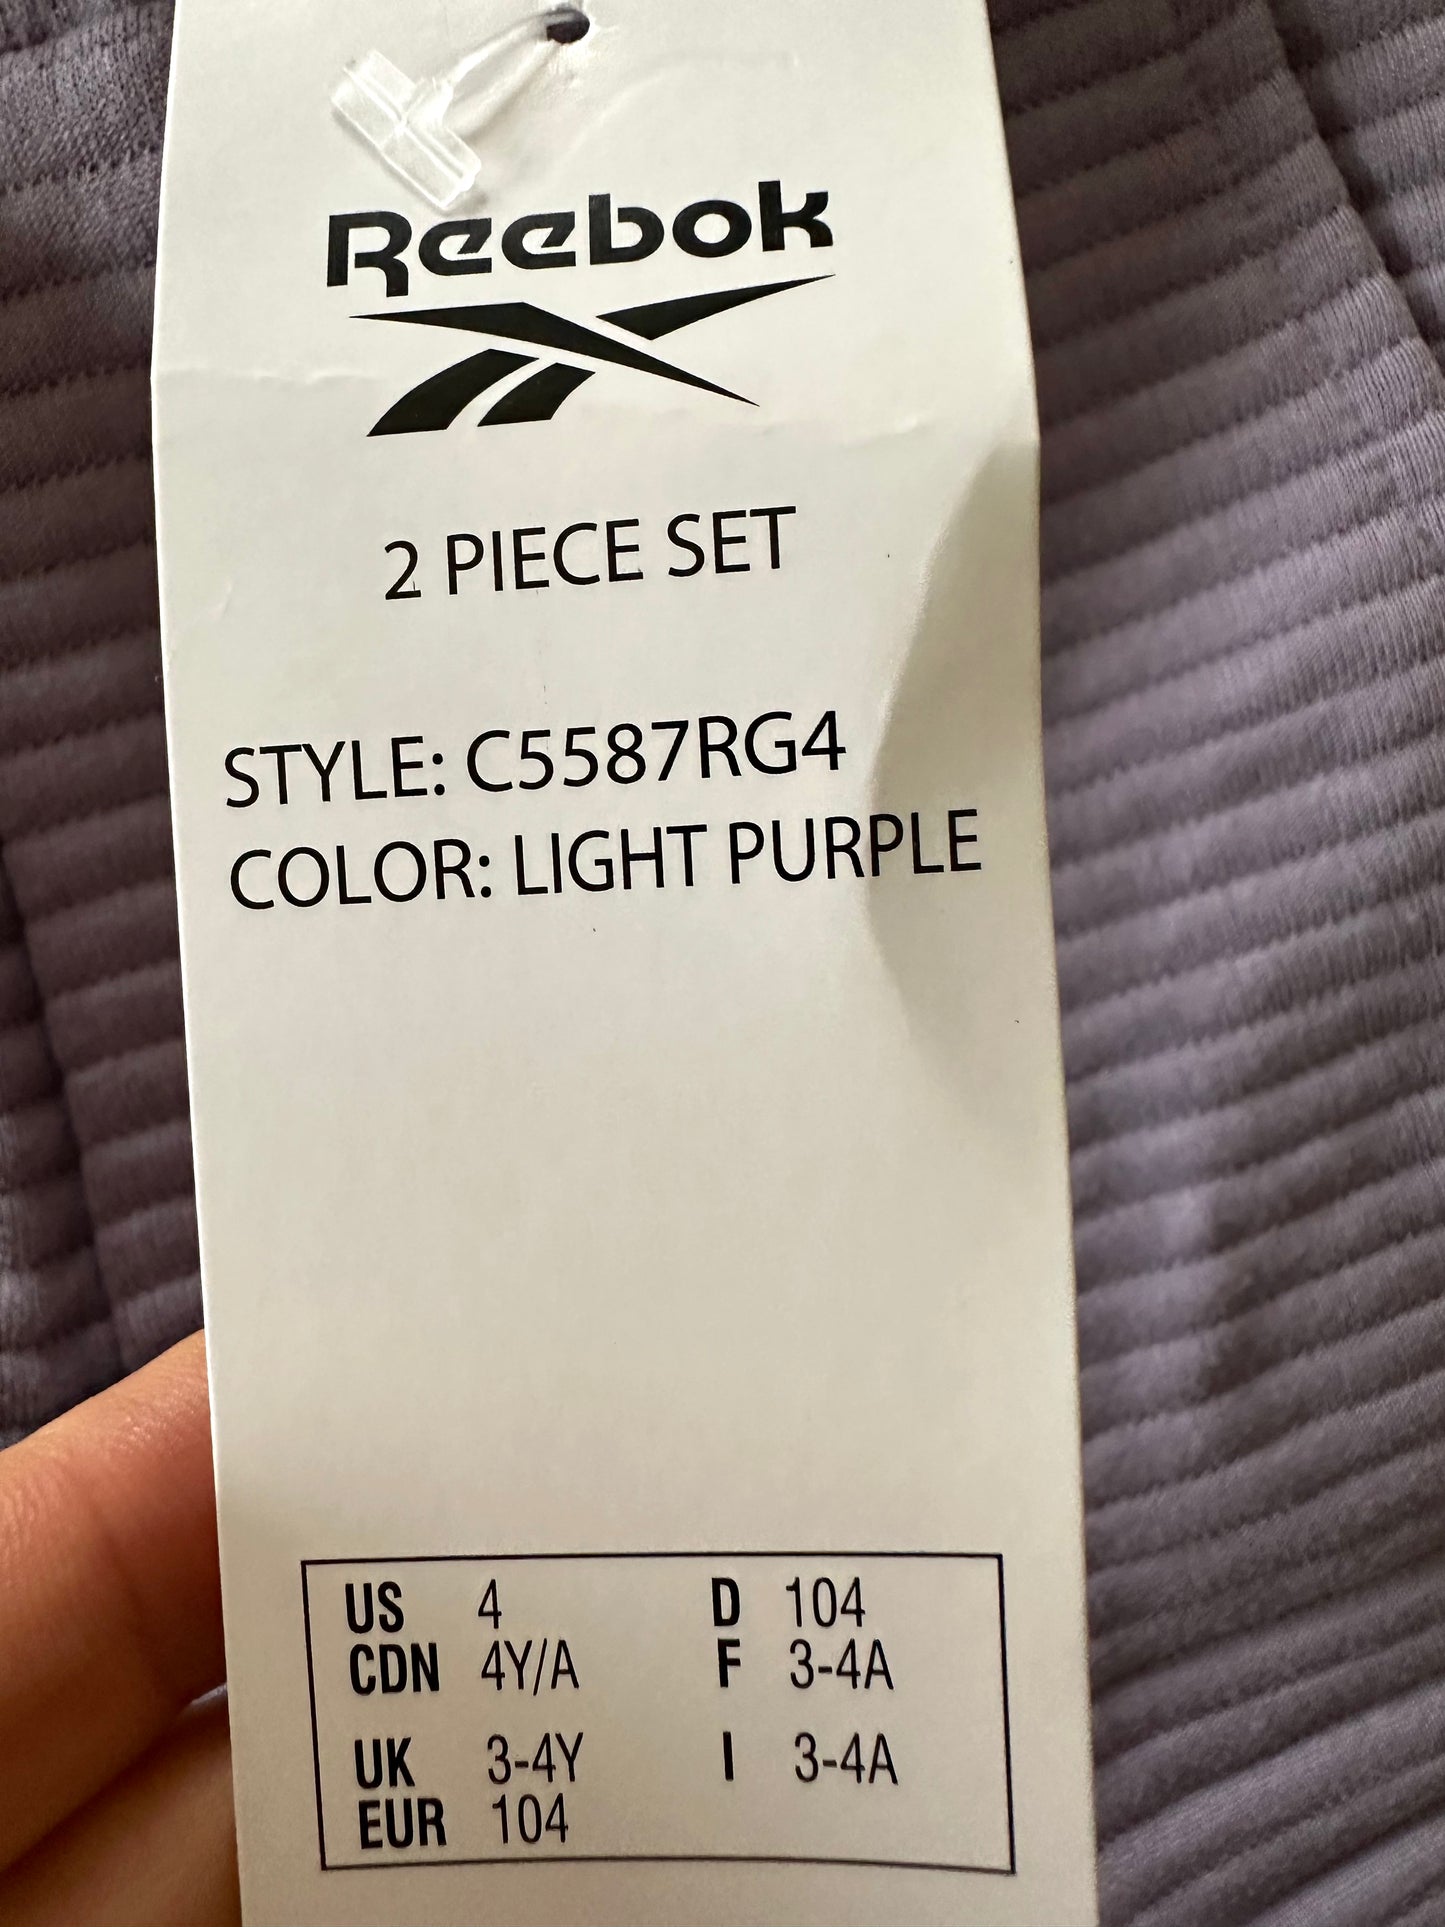 Reebok
2 PIECE SET
STYLE: C5587RG4
COLOR: LIGHT PURPLE
US 4 D 104
CDN 4Y/A F 3-4A
UK 3-4Y I 3-4A
EUR 104